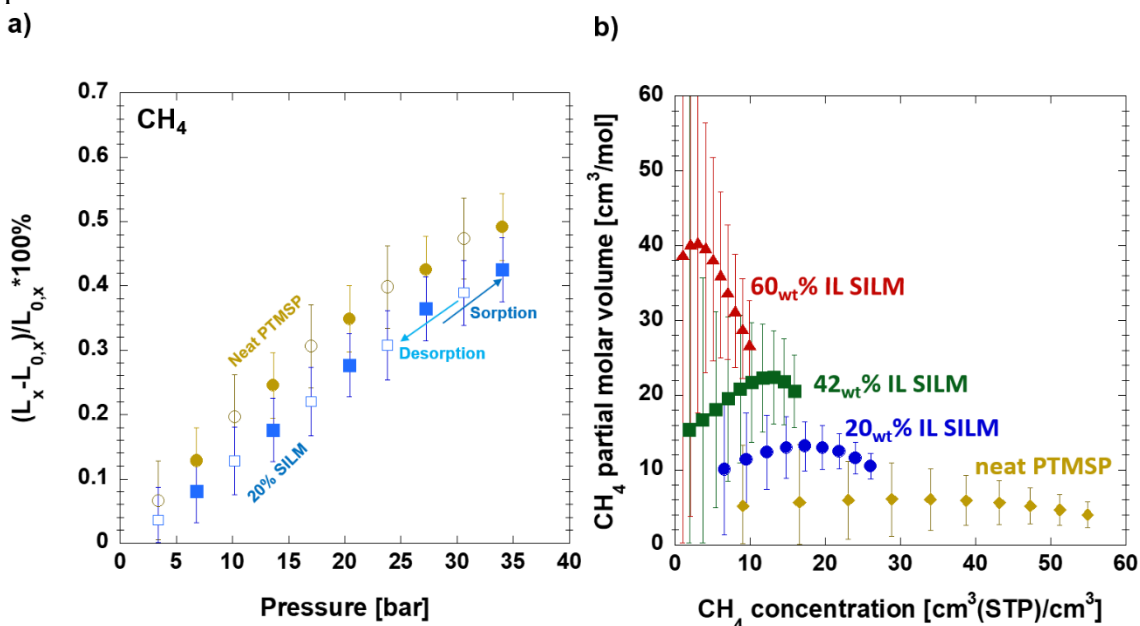 a)
b)
CH4
(Lx -L0,x)/L0,x *100%
0.7
0.6
0.5
0.4
0.3
0.2
0.1
0
Neat PTMSP
20% SILM
Sorption
Desorption
0 5 10 15 20 25 30 35 40
Pressure [bar]
CH4 partial molar volume [cm3/mol]
60
50
40
30
20
10
0
60wt% IL SILM
42wt% IL SILM
20wt% IL SILM
neat PTMSP
0 10 20 30 40 50 60
CH4 concentration [cm3(STP)/cm3]